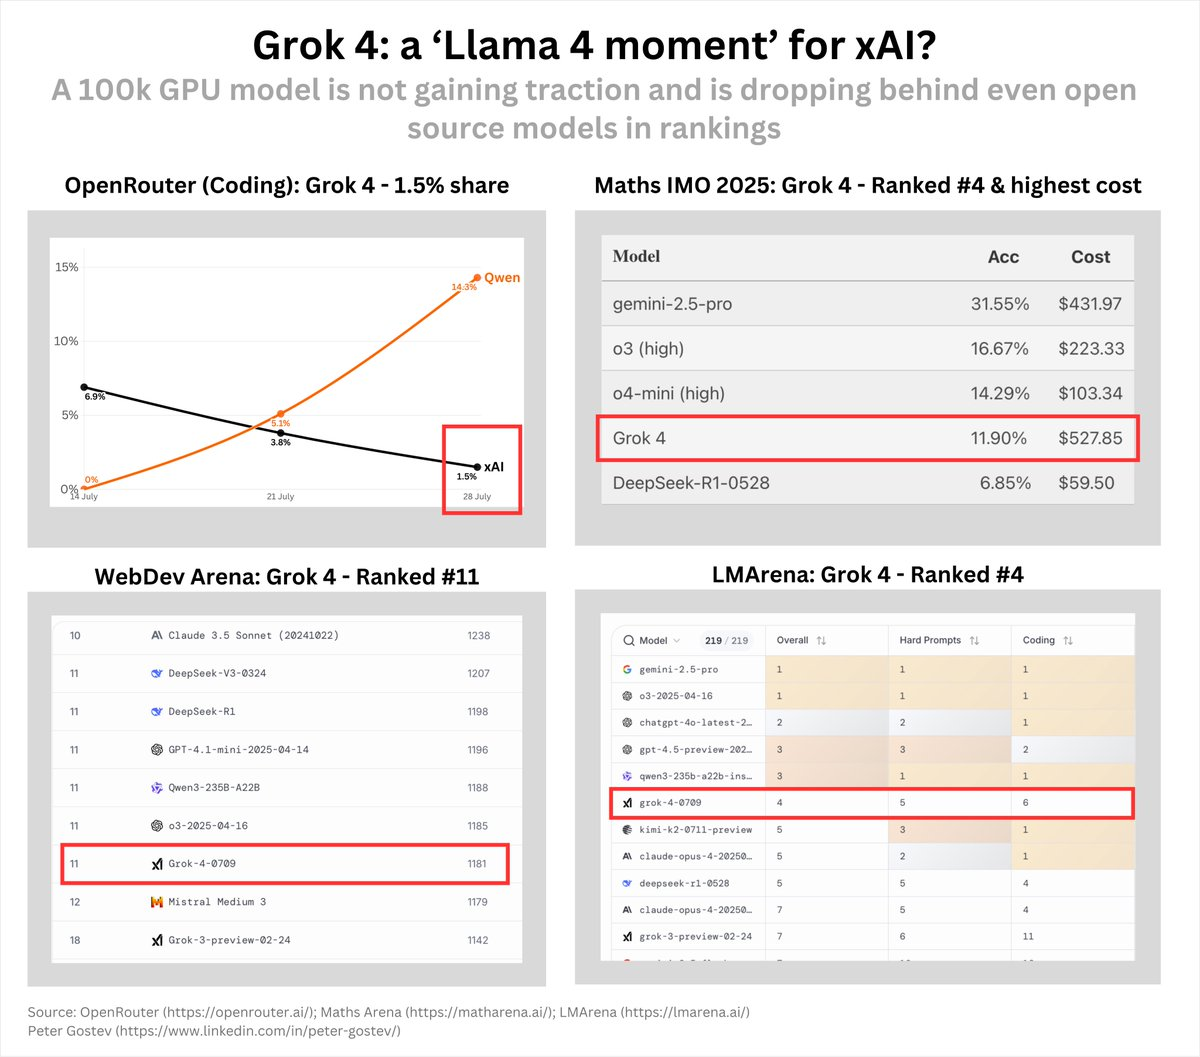 Grok 4: a ‘Llama 4 moment’ for xAI?
A 100k GPU model is not gaining traction and is dropping behind even open
source models in rankings
OpenRouter (Coding): Grok 4 - 1.5% share
15%
10%
5%
0%
Qwen
14.3%
6.9%
5.1%
3.8%
xAI
1.5%
0%
14 July
21 July
28 July
Maths IMO 2025: Grok 4 - Ranked #4 & highest cost
Model Acc Cost
gemini-2.5-pro 31.55% $431.97
o3 (high) 16.67% $223.33
o4-mini (high) 14.29% $103.34
Grok 4 11.90% $527.85
DeepSeek-R1-0528 6.85% $59.50
WebDev Arena: Grok 4 - Ranked #11
10 Claude 3.5 Sonnet (20241022) 1238
11 DeepSeek-V3-0324 1207
11 DeepSeek-R1 1198
11 GPT-4.1-mini-2025-04-14 1196
11 Qwen3-235B-A22B 1188
11 o3-2025-04-16 1185
11 Grok-4-0709 1181
12 Mistral Medium 3 1179
18 Grok-3-preview-02-24 1142
LMArena: Grok 4 - Ranked #4
Model 219 / 219 Overall Hard Prompts Coding
gemini-2.5-pro 1 1 1
o3-2025-04-16 1 1 1
chatgpt-4o-latest-2… 2 2 1
gpt-4.5-preview-202… 3 3 2
qwen3-235b-a22b-ins… 3 1 1
grok-4-0709 4 5 6
kimi-k2-0711-preview 5 3 1
claude-opus-4-20250… 5 2 1
deepseek-r1-0528 5 5 4
claude-opus-4-20250… 7 5 4
grok-3-preview-02-24 7 6 11
Source: OpenRouter (https://openrouter.ai/); Maths Arena (https://matharena.ai/); LMArena (https://lmarena.ai/)
Peter Gostev (https://www.linkedin.com/in/peter-gostev/)